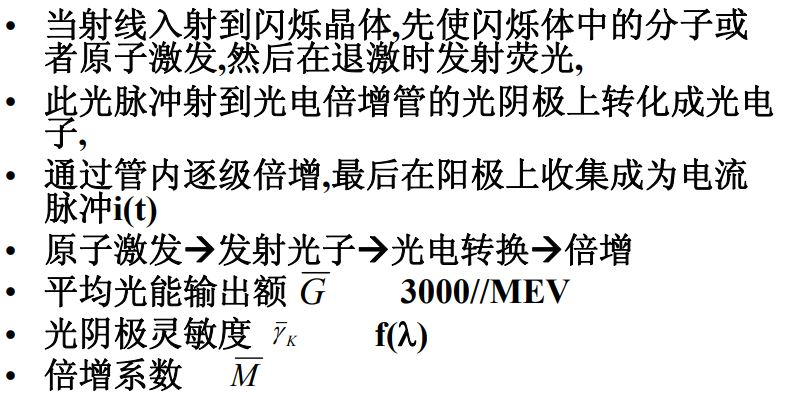 • 当射线入射到闪烁晶体,先使闪烁体中的分子或
者原子激发,然后在退激时发射荧光,
• 此光脉冲射到光电倍增管的光阴极上转化成光电
子,
• 通过管内逐级倍增,最后在阳极上收集成为电流
脉冲i(t)
• 原子激发→发射光子→光电转换→倍增
• 平均光能输出额 G̅ 3000//MEV
• 光阴极灵敏度 γ̅_K f(λ)
• 倍增系数 M̅